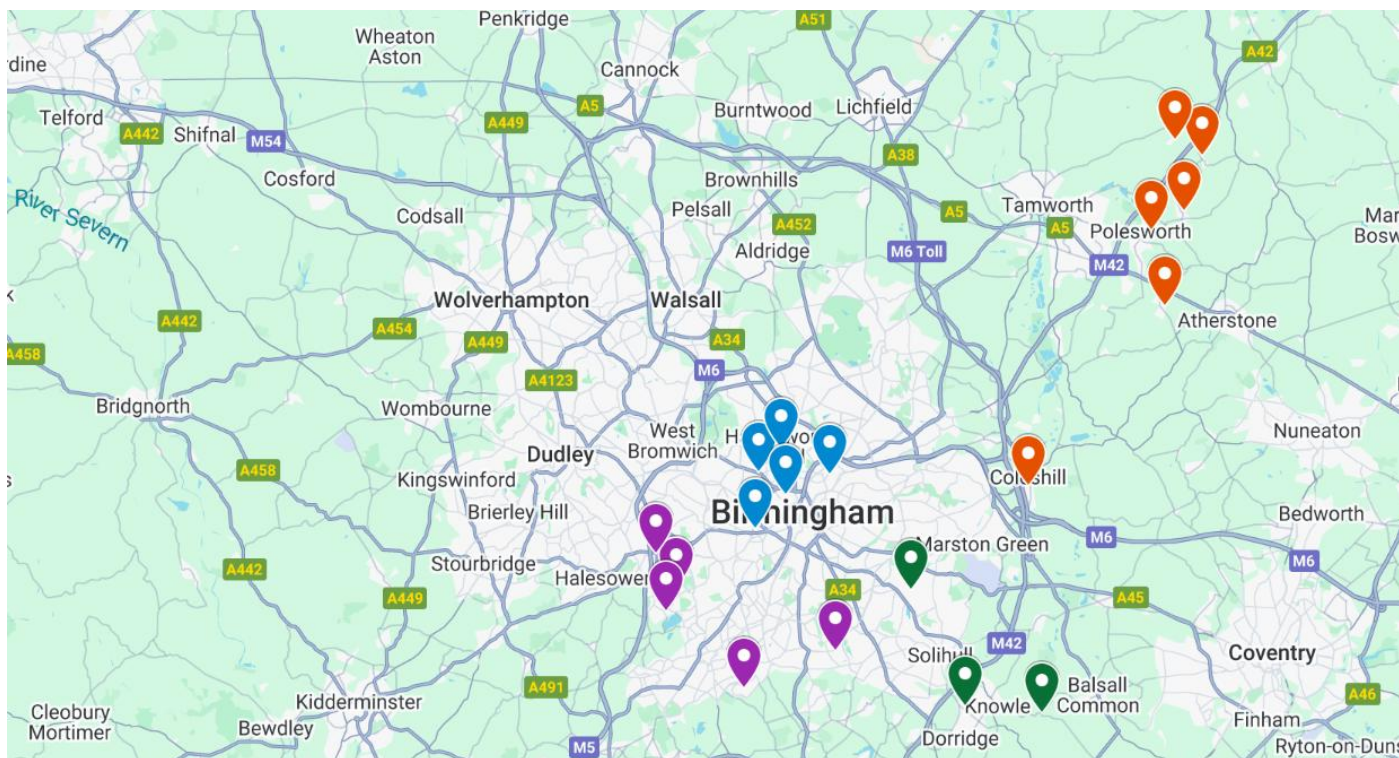 Penkridge
A51
Wheaton
Aston
A42
rdine
Cannock
A5
Burntwood
Lichfield
Telford
A442
Shifnal
M54
A449
A38
Cosford
Brownhills
Codsall
Pelsall
A452
A5
Tamworth
A5
River Severn
Aldridge
M6 Toll
Polesworth
Mar
Bosw
M42
Wolverhampton
Walsall
A442
A454
A449
A34
Atherstone
A458
M6
A4123
Bridgnorth
Wombourne
West
Bromwich
Nuneaton
Dudley
A458
Kingswinford
Brierley Hill
Birmingham
Bedworth
M6
Marston Green
Stourbridge
Halesowen
M6
A442
A449
A34
A45
M42
Solihull
Coventry
A491
Kidderminster
Knowle
Balsall
Common
A46
Cleobury
Mortimer
Bewdley
M5
Dorridge
Finham
Ryton-on-Duns